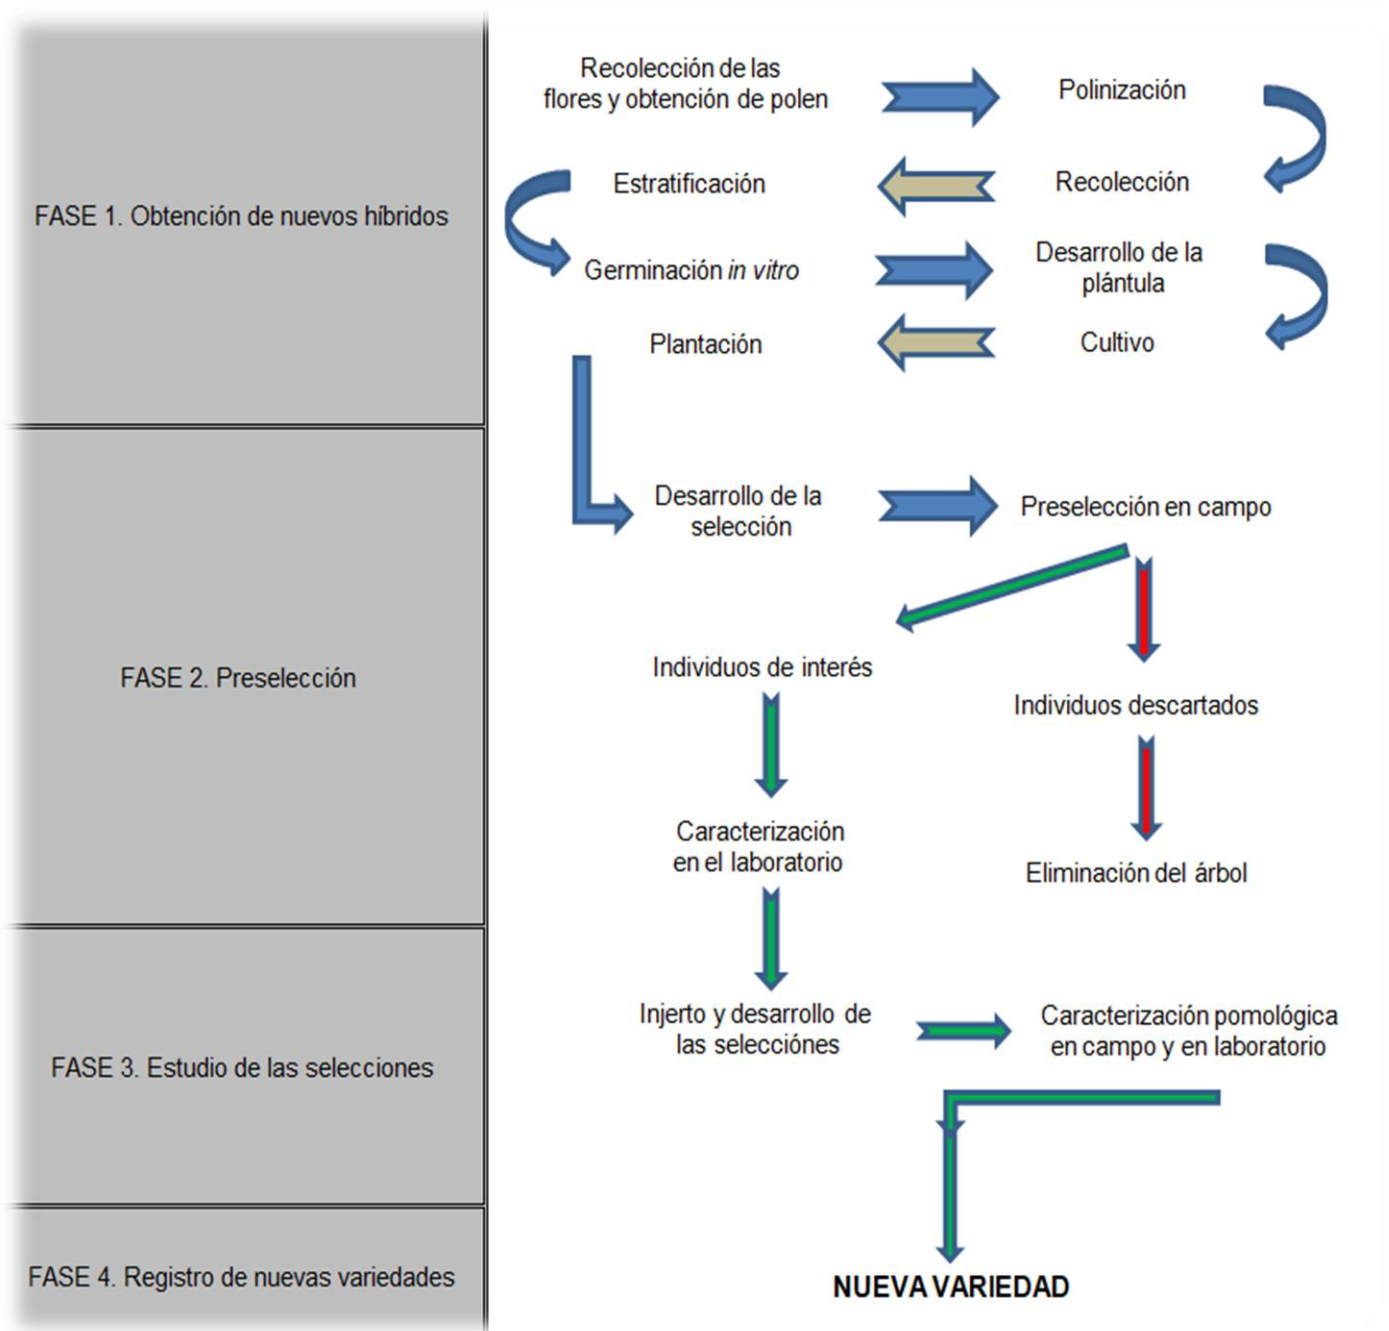 FASE 1. Obtención de nuevos híbridos
Recolección de las
flores y obtención de polen
Polinización
Recolección
Estratificación
Germinación in vitro
Desarrollo de la
plántula
Cultivo
Plantación
FASE 2. Preselección
Desarrollo de la
selección
Preselección en campo
Individuos de interés
Individuos descartados
Caracterización
en el laboratorio
Eliminación del árbol
FASE 3. Estudio de las selecciones
Injerto y desarrollo de
las selecciónes
Caracterización pomológica
en campo y en laboratorio
FASE 4. Registro de nuevas variedades
NUEVA VARIEDAD